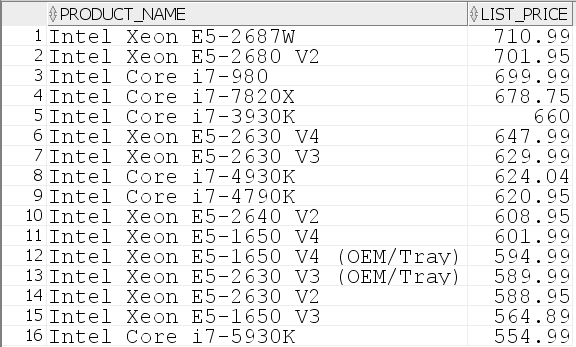 PRODUCT_NAME LIST_PRICE
1 Intel Xeon E5-2687W 710.99
2 Intel Xeon E5-2680 V2 701.95
3 Intel Core i7-980 699.99
4 Intel Core i7-7820X 678.75
5 Intel Core i7-3930K 660
6 Intel Xeon E5-2630 V4 647.99
7 Intel Xeon E5-2630 V3 629.99
8 Intel Core i7-4930K 624.04
9 Intel Core i7-4790K 620.95
10 Intel Xeon E5-2640 V2 608.95
11 Intel Xeon E5-1650 V4 601.99
12 Intel Xeon E5-1650 V4 (OEM/Tray) 594.99
13 Intel Xeon E5-2630 V3 (OEM/Tray) 589.99
14 Intel Xeon E5-2630 V2 588.95
15 Intel Xeon E5-1650 V3 564.89
16 Intel Core i7-5930K 554.99